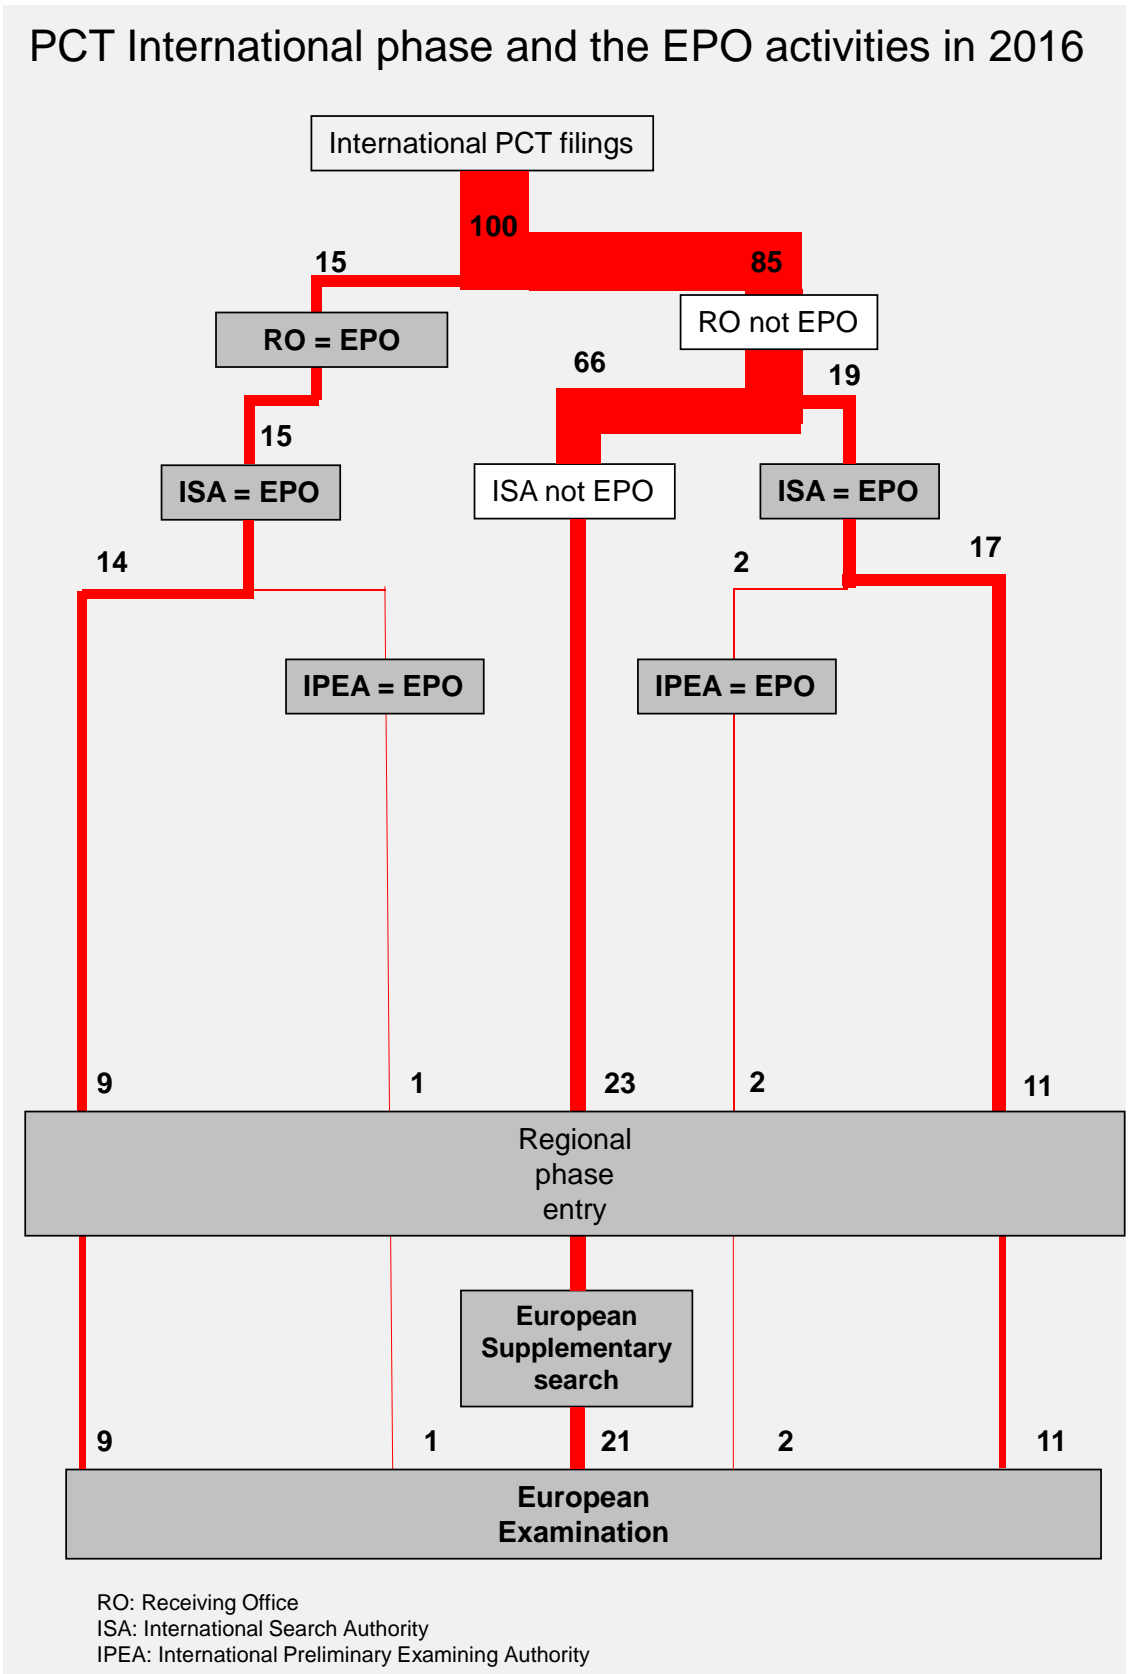 PCT International phase and the EPO activities in 2016
International PCT filings
100
15
85
RO = EPO
RO not EPO
66
19
15
ISA = EPO
ISA not EPO
ISA = EPO
14
2
17
IPEA = EPO
IPEA = EPO
9
1
23
2
11
Regional
phase
entry
European
Supplementary
search
9
1
21
2
11
European
Examination
RO: Receiving Office
ISA: International Search Authority
IPEA: International Preliminary Examining Authority